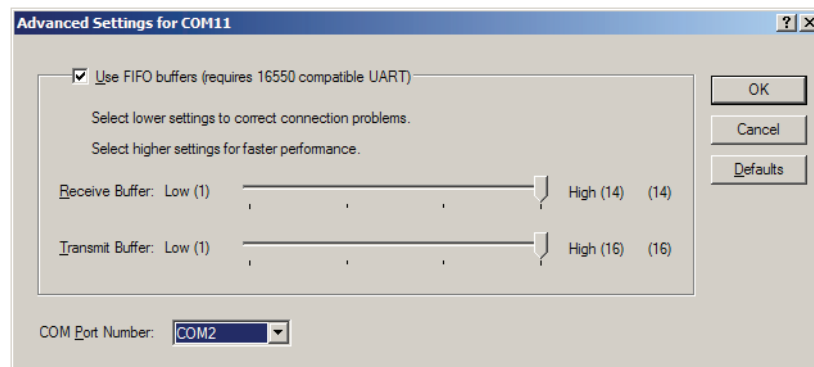 Advanced Settings for COM11
Use FIFO buffers (requires 16550 compatible UART)
OK
Select lower settings to correct connection problems.
Cancel
Select higher settings for faster performance.
Defaults
Receive Buffer: Low (1) High (14) (14)
Transmit Buffer: Low (1) High (16) (16)
COM Port Number: COM2